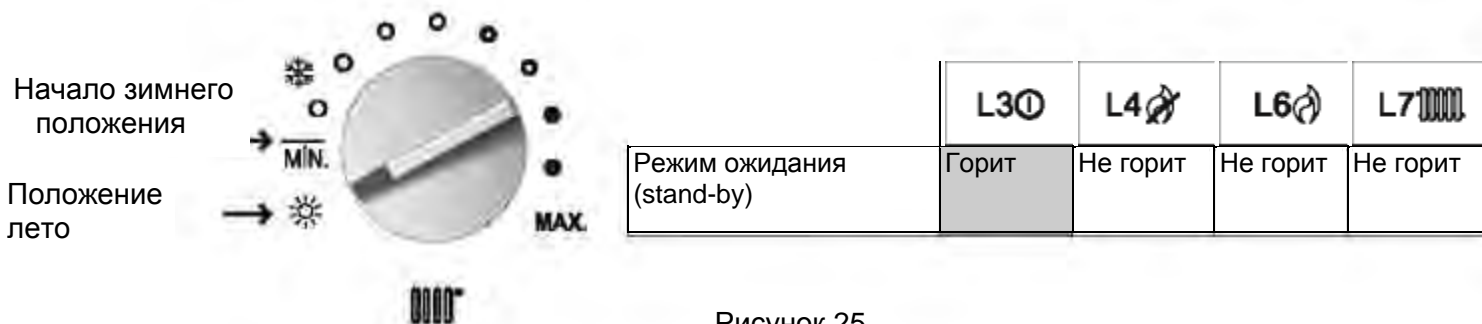 Начало зимнего
положения
MIN.
Положение
лето
MAX.
L3 L4 L6 L7
Режим ожидания Горит Не горит Не горит Не горит
(stand-by)
Рисунок 25